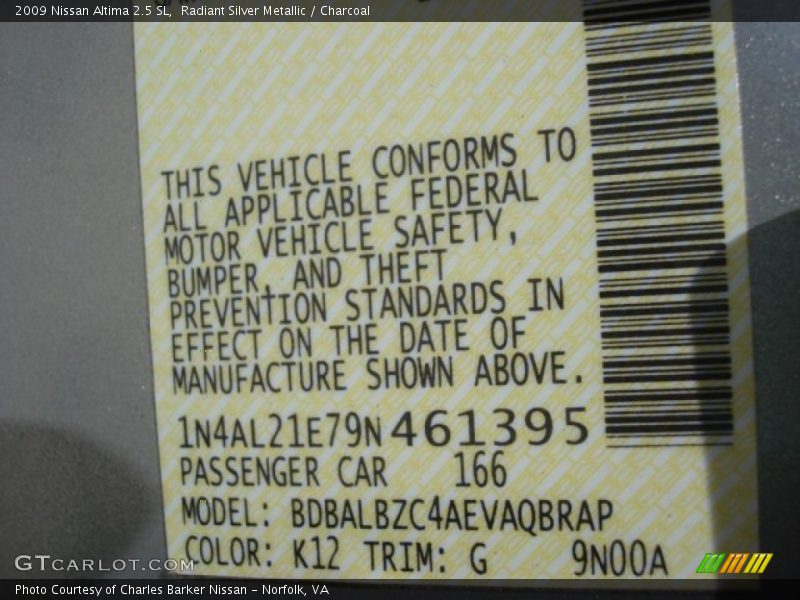 2009 Nissan Altima 2.5 SL,  Radiant Silver Metallic / Charcoal
THIS VEHICLE CONFORMS TO
ALL APPLICABLE FEDERAL
MOTOR VEHICLE SAFETY,
BUMPER, AND THEFT
PREVENTION STANDARDS IN
EFFECT ON THE DATE OF
MANUFACTURE SHOWN ABOVE.
1N4AL21E79N461395
PASSENGER CAR 166
MODEL: BDBALBZC4AEVAQBRAP
COLOR: K12 TRIM: G 9N00A
GTCARLOT.COM
Photo Courtesy of Charles Barker Nissan – Norfolk, VA